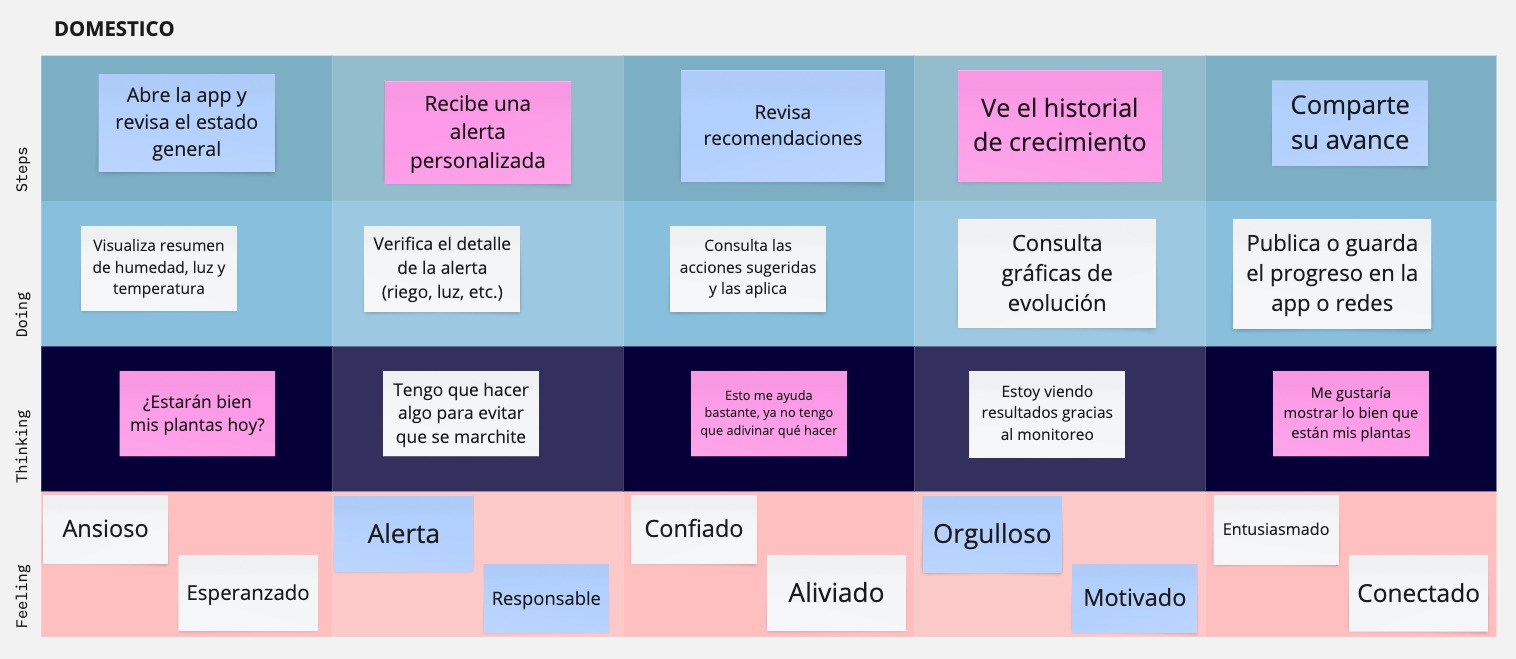 DOMESTICO
Steps
Abre la app y
revisa el estado
general
Recibe una
alerta
personalizada
Revisa
recomendaciones
Ve el historial
de crecimiento
Comparte
su avance
Doing
Visualiza resumen
de humedad, luz y
temperatura
Verifica el detalle
de la alerta
(riego, luz, etc.)
Consulta las
acciones sugeridas
y las aplica
Consulta
gráficas de
evolución
Publica o guarda
el progreso en la
app o redes
Thinking
¿Estarán bien
mis plantas hoy?
Tengo que hacer
algo para evitar
que se marchite
Esto me ayuda
bastante, ya no tengo
que adivinar qué hacer
Estoy viendo
resultados gracias
al monitoreo
Me gustaría
mostrar lo bien que
están mis plantas
Feeling
Ansioso
Esperanzado
Alerta
Responsable
Confiado
Aliviado
Orgulloso
Motivado
Entusiasmado
Conectado